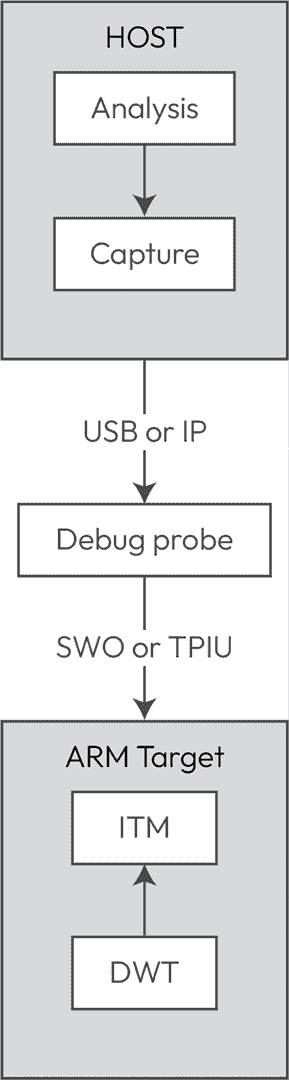 HOST
Analysis
Capture
USB or IP
Debug probe
SWO or TPIU
ARM Target
ITM
DWT